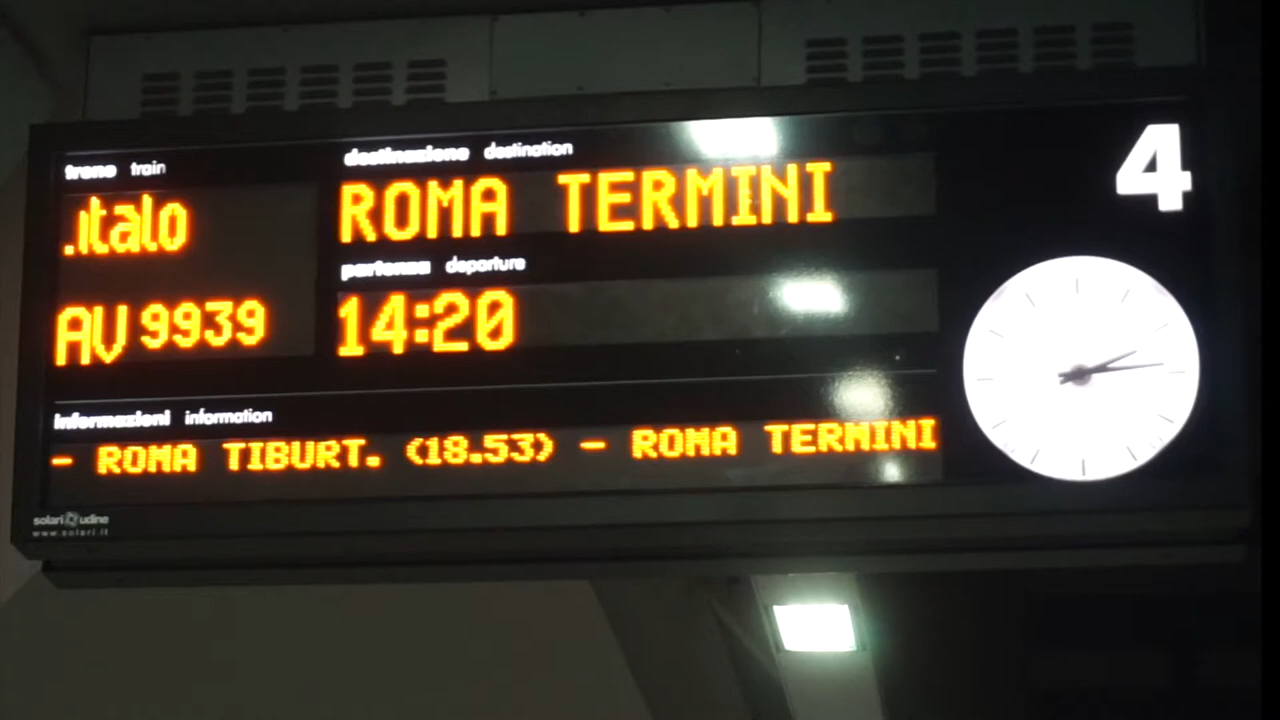 treno train
destinazione destination
4
.italo
ROMA TERMINI
partenza departure
AV 9939
14:20
informazioni information
- ROMA TIBURT. (18.53) - ROMA TERMINI
solari udine
www.solari.it